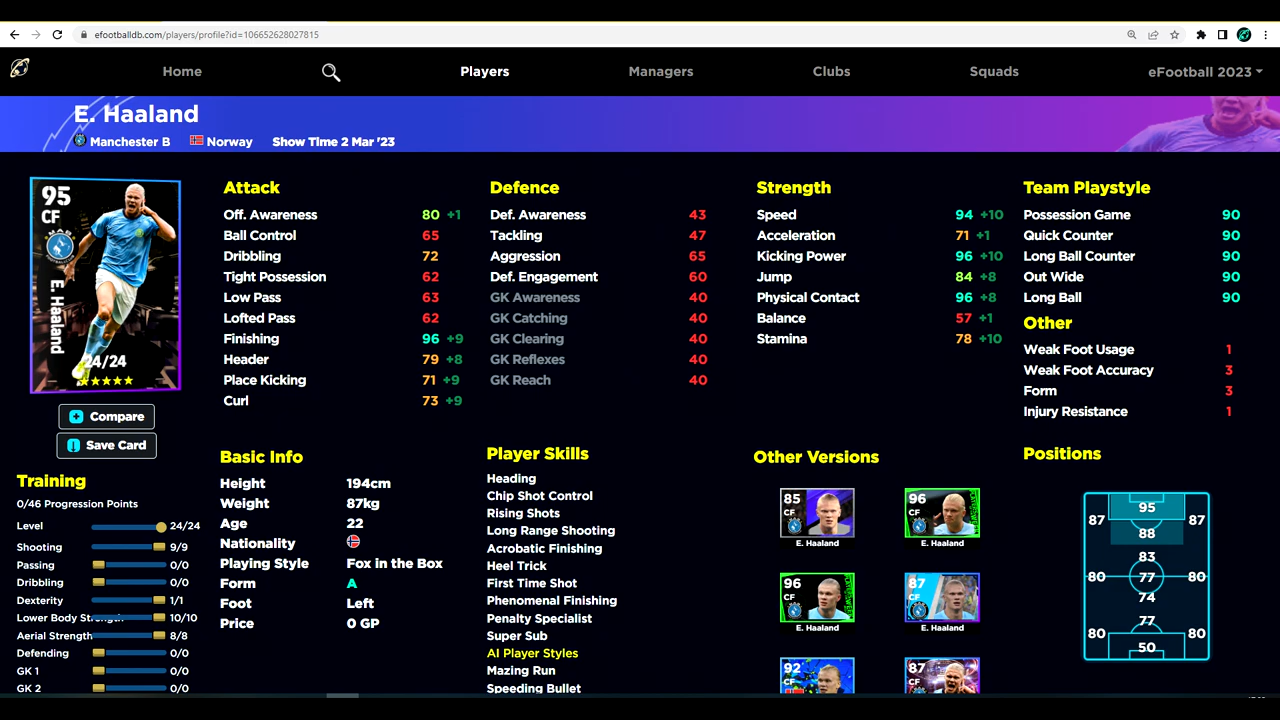 efootballdb.com/players/profile?id=106652628027815
Home Players Managers Clubs Squads eFootball 2023
E. Haaland
Manchester B Norway Show Time 2 Mar '23
95
CF
E. Haaland
24/24
Compare
Save Card
Training
0/46 Progression Points
Level 24/24
Shooting 9/9
Passing 0/0
Dribbling 0/0
Dexterity 1/1
Lower Body Strength 10/10
Aerial Strength 8/8
Defending 0/0
GK 1 0/0
GK 2 0/0
Attack
Off. Awareness 80 +1
Ball Control 65
Dribbling 72
Tight Possession 62
Low Pass 63
Lofted Pass 62
Finishing 96 +9
Header 79 +8
Place Kicking 71 +9
Curl 73 +9
Defence
Def. Awareness 43
Tackling 47
Aggression 65
Def. Engagement 60
GK Awareness 40
GK Catching 40
GK Clearing 40
GK Reflexes 40
GK Reach 40
Strength
Speed 94 +10
Acceleration 71 +1
Kicking Power 96 +10
Jump 84 +8
Physical Contact 96 +8
Balance 57 +1
Stamina 78 +10
Team Playstyle
Possession Game 90
Quick Counter 90
Long Ball Counter 90
Out Wide 90
Long Ball 90
Other
Weak Foot Usage 1
Weak Foot Accuracy 3
Form 3
Injury Resistance 1
Basic Info
Height 194cm
Weight 87kg
Age 22
Nationality
Playing Style Fox in the Box
Form A
Foot Left
Price 0 GP
Player Skills
Heading
Chip Shot Control
Rising Shots
Long Range Shooting
Acrobatic Finishing
Heel Trick
First Time Shot
Phenomenal Finishing
Penalty Specialist
Super Sub
AI Player Styles
Mazing Run
Speeding Bullet
Other Versions
85
CF
E. Haaland
96
CF
E. Haaland
96
CF
E. Haaland
87
CF
E. Haaland
92
CF
87
CF
Positions
95
87 87
88
83
80 77 80
74
77
80 80
50